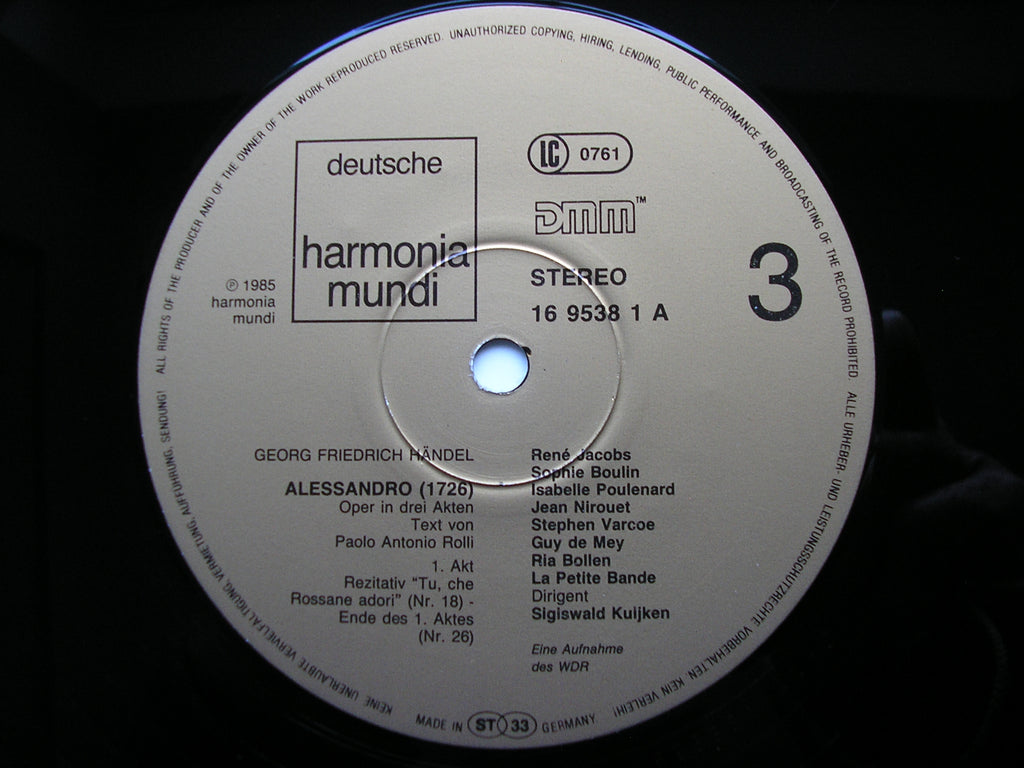 ALL RIGHTS OF THE PRODUCER AND OF THE OWNER OF THE WORK REPRODUCED RESERVED. UNAUTHORIZED COPYING, HIRING, LENDING, PUBLIC PERFORMANCE AND BROADCASTING OF THE RECORD PROHIBITED.
ALLE URHEBER- UND LEISTUNGSSCHUTZRECHTE VORBEHALTEN. KEIN VERLEIH!
KEINE UNERLAUBTE VERVIELFÄLTIGUNG, VERMIETUNG, AUFFÜHRUNG, SENDUNG!
deutsche
harmonia
mundi
LC 0761
DMM™
STEREO
16 9538 1 A
3
℗ 1985
harmonia
mundi
GEORG FRIEDRICH HÄNDEL
ALESSANDRO (1726)
Oper in drei Akten
Text von
Paolo Antonio Rolli
1. Akt
Rezitativ “Tu, che
Rossane adori” (Nr. 18) -
Ende des 1. Aktes
(Nr. 26)
René Jacobs
Sophie Boulin
Isabelle Poulenard
Jean Nirouet
Stephen Varcoe
Guy de Mey
Ria Bollen
La Petite Bande
Dirigent
Sigiswald Kuijken
Eine Aufnahme
des WDR
MADE IN ST 33 GERMANY